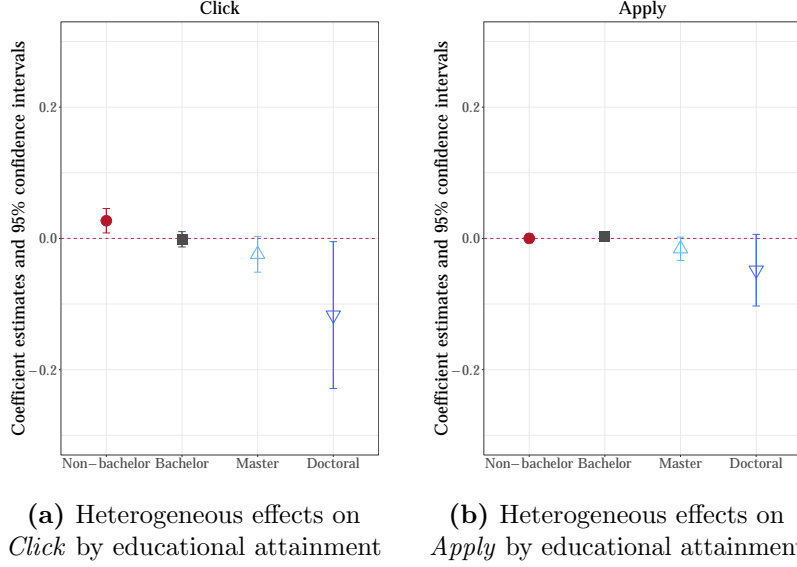 Click
Coefficient estimates and 95% confidence intervals
0.2
0.0
−0.2
Non−bachelor Bachelor Master Doctoral
(a) Heterogeneous effects on
Click by educational attainment
Apply
Coefficient estimates and 95% confidence intervals
0.2
0.0
−0.2
Non−bachelor Bachelor Master Doctoral
(b) Heterogeneous effects on
Apply by educational attainment